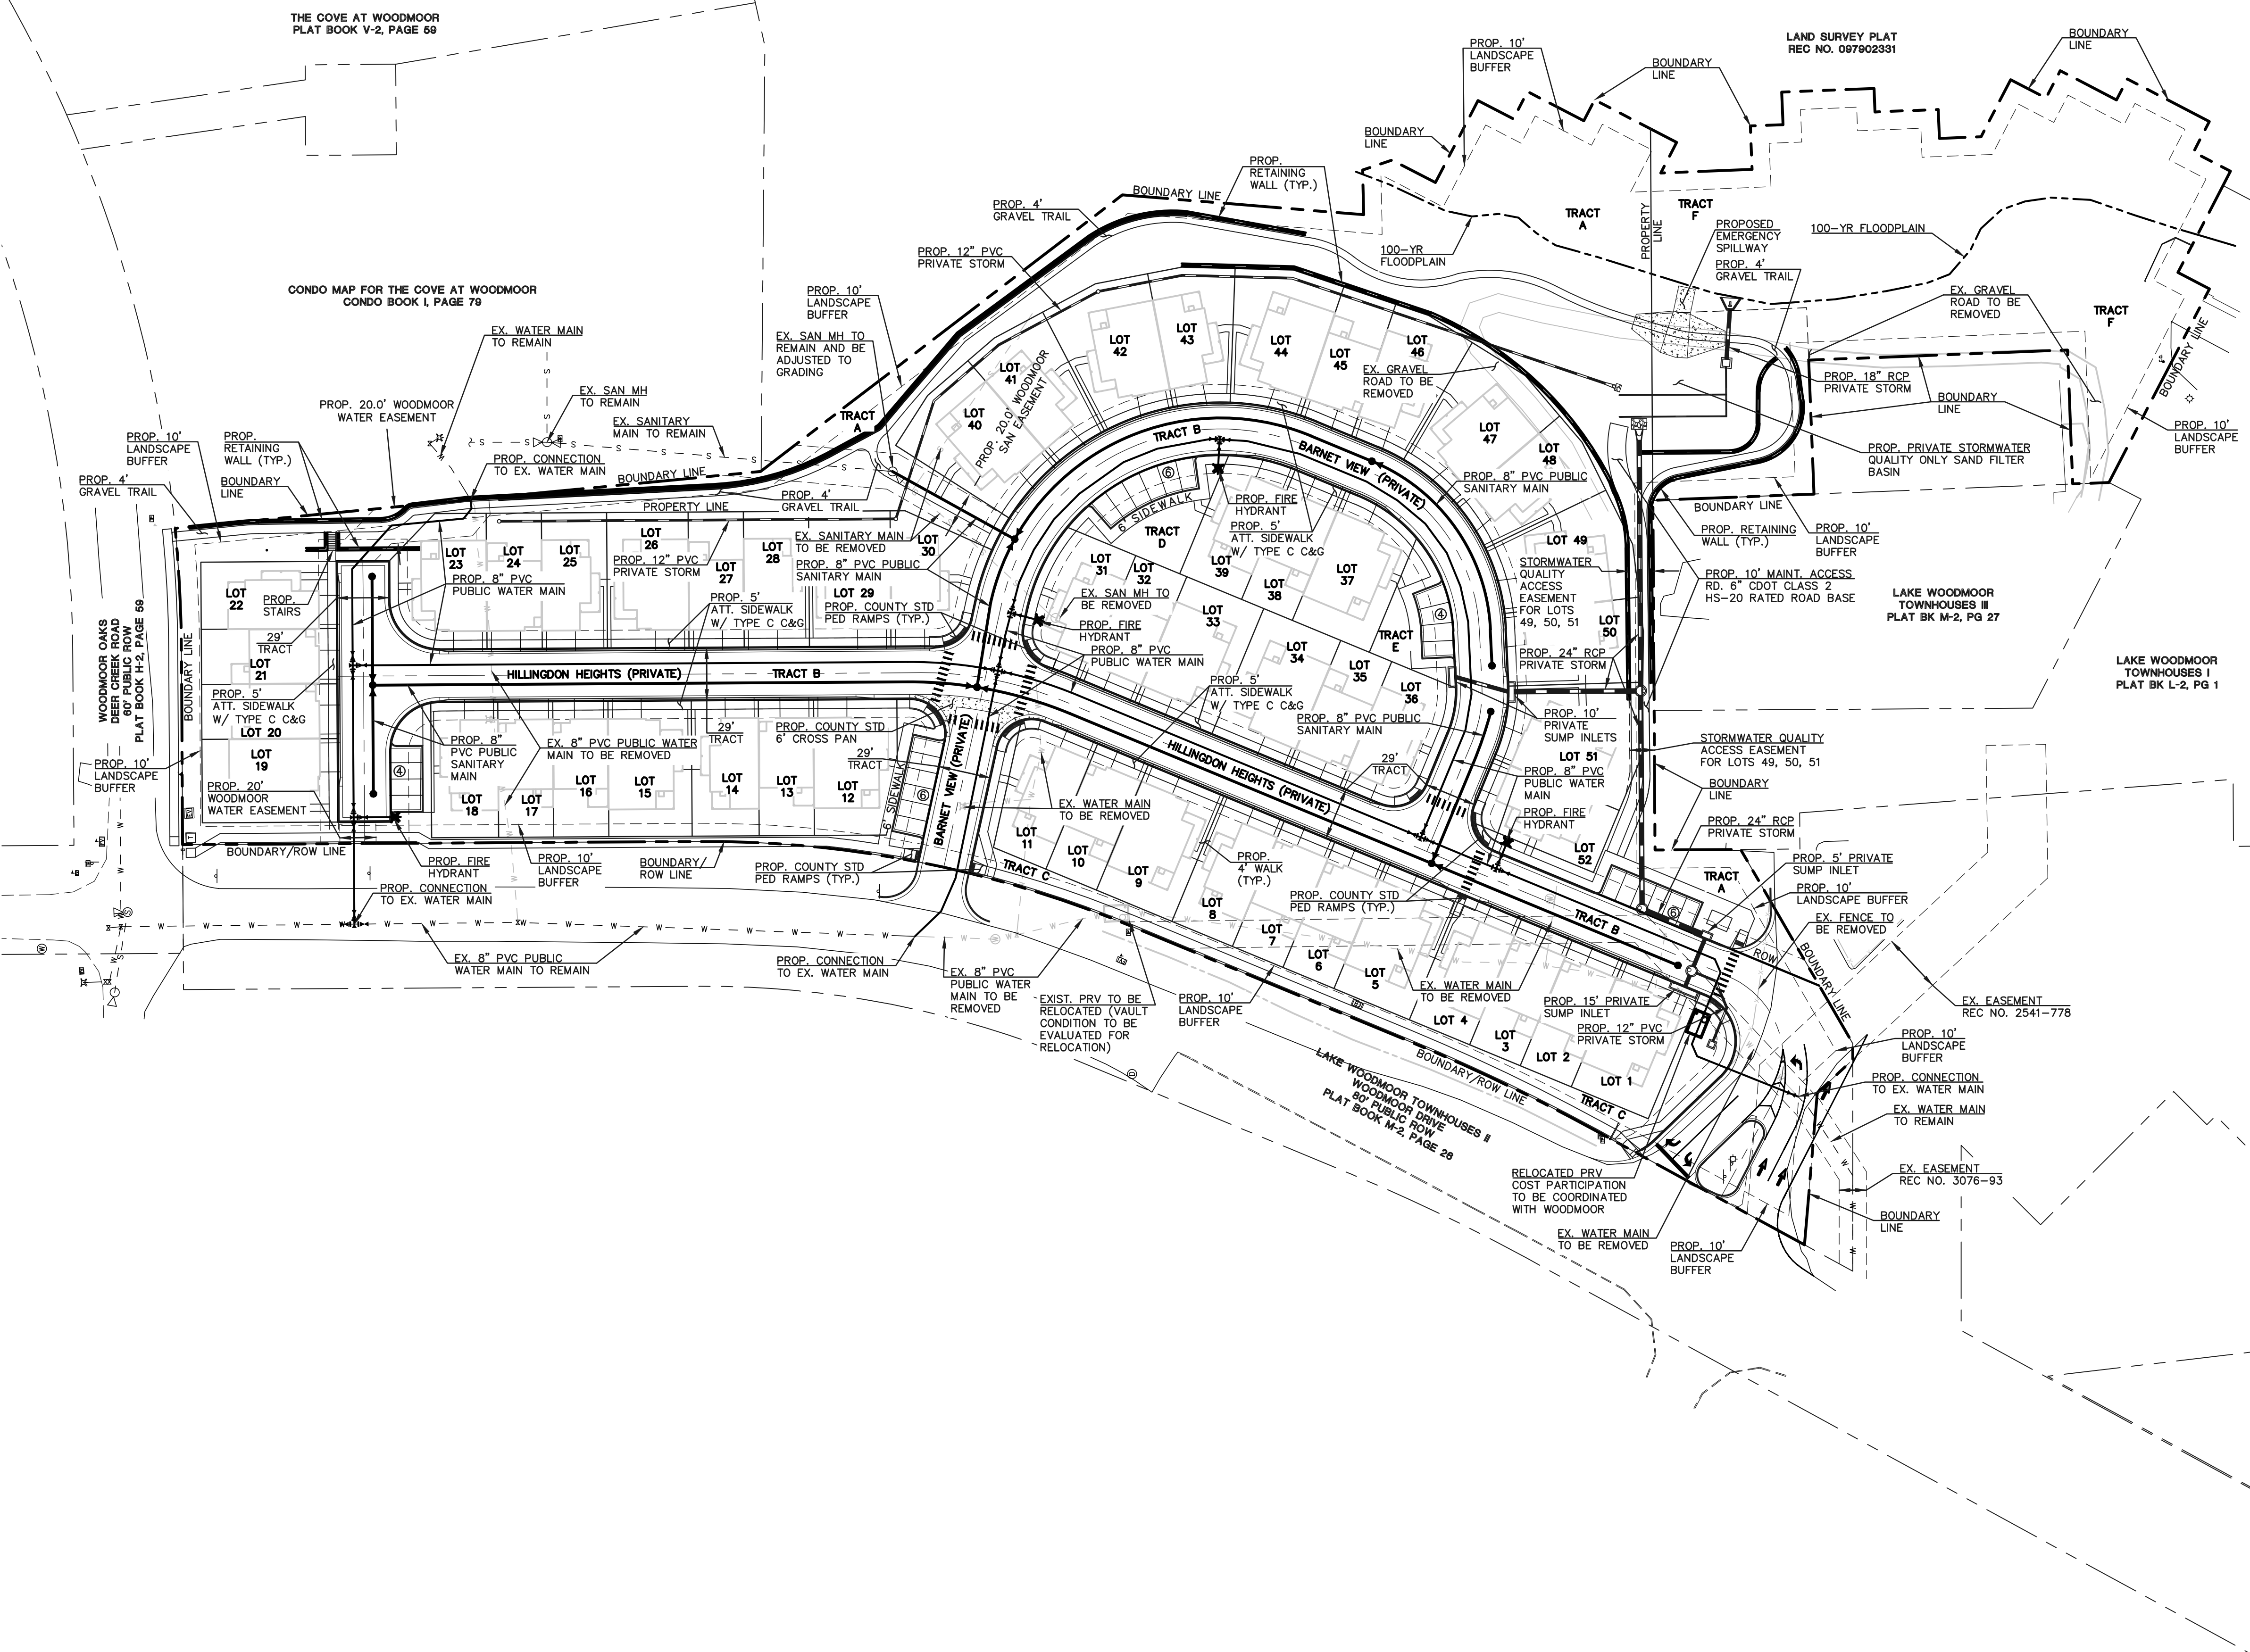 THE COVE AT WOODMOOR
PLAT BOOK V-2, PAGE 59
LAND SURVEY PLAT
REC NO. 097902331
BOUNDARY
LINE
PROP. 10'
LANDSCAPE
BUFFER
BOUNDARY
LINE
BOUNDARY
LINE
PROP.
RETAINING
WALL (TYP.)
BOUNDARY LINE
PROP. 4'
GRAVEL TRAIL
TRACT
A
TRACT
F
PROPERTY
LINE
PROPOSED
EMERGENCY
SPILLWAY
100-YR FLOODPLAIN
100-YR
FLOODPLAIN
PROP. 4'
GRAVEL TRAIL
PROP. 12" PVC
PRIVATE STORM
CONDO MAP FOR THE COVE AT WOODMOOR
CONDO BOOK I, PAGE 79
PROP. 10'
LANDSCAPE
BUFFER
EX. GRAVEL
ROAD TO BE
REMOVED
TRACT
F
BOUNDARY LINE
EX. WATER MAIN
TO REMAIN
EX. SAN MH TO
REMAIN AND BE
ADJUSTED TO
GRADING
LOT
42
LOT
43
LOT
44
LOT
45
LOT
46
EX. GRAVEL
ROAD TO BE
REMOVED
LOT
41
LOT
40
PROP. 20.0' WOODMOOR
SAN EASEMENT
PROP. 18" RCP
PRIVATE STORM
BOUNDARY
LINE
EX. SAN MH
TO REMAIN
PROP. 20.0' WOODMOOR
WATER EASEMENT
EX. SANITARY
MAIN TO REMAIN
TRACT
A
TRACT B
BARNET VIEW (PRIVATE)
LOT
47
LOT
48
PROP. PRIVATE STORMWATER
QUALITY ONLY SAND FILTER
BASIN
PROP. 10'
LANDSCAPE
BUFFER
PROP. 10'
LANDSCAPE
BUFFER
PROP.
RETAINING
WALL (TYP.)
PROP. 4'
GRAVEL TRAIL
BOUNDARY
LINE
PROP. CONNECTION
TO EX. WATER MAIN
BOUNDARY LINE
PROP. 4'
GRAVEL TRAIL
PROPERTY LINE
6' SIDEWALK
6
PROP. FIRE
HYDRANT
PROP. 5'
ATT. SIDEWALK
W/ TYPE C C&G
PROP. 8" PVC PUBLIC
SANITARY MAIN
BOUNDARY LINE
PROP. RETAINING
WALL (TYP.)
PROP. 10'
LANDSCAPE
BUFFER
LOT
23
LOT
24
LOT
25
LOT
26
LOT
27
LOT
28
LOT 29
LOT
30
PROP. 12" PVC
PRIVATE STORM
EX. SANITARY MAIN
TO BE REMOVED
PROP. 8" PVC PUBLIC
SANITARY MAIN
PROP. COUNTY STD
PED RAMPS (TYP.)
PROP. 8" PVC
PUBLIC WATER MAIN
PROP. 5'
ATT. SIDEWALK
W/ TYPE C C&G
TRACT
D
LOT
31
LOT
32
LOT
33
LOT
34
LOT
35
LOT
36
LOT
37
LOT
38
LOT
39
TRACT
E
4
EX. SAN MH TO
BE REMOVED
PROP. FIRE
HYDRANT
PROP. 8" PVC
PUBLIC WATER MAIN
LOT 49
STORMWATER
QUALITY
ACCESS
EASEMENT
FOR LOTS
49, 50, 51
LOT
50
PROP. 24" RCP
PRIVATE STORM
PROP. 10' MAINT. ACCESS
RD. 6" CDOT CLASS 2
HS-20 RATED ROAD BASE
LAKE WOODMOOR
TOWNHOUSES III
PLAT BK M-2, PG 27
LAKE WOODMOOR
TOWNHOUSES I
PLAT BK L-2, PG 1
WOODMOOR OAKS
DEER CREEK ROAD
60' PUBLIC ROW
PLAT BOOK H-2, PAGE 59
BOUNDARY LINE
LOT
22
PROP.
STAIRS
29'
TRACT
LOT
21
PROP. 5'
ATT. SIDEWALK
W/ TYPE C C&G
LOT 20
LOT
19
HILLINGDON HEIGHTS (PRIVATE)
TRACT B
PROP. 10'
LANDSCAPE
BUFFER
PROP. 20'
WOODMOOR
WATER EASEMENT
4
PROP. 8"
PVC PUBLIC
SANITARY
MAIN
EX. 8" PVC PUBLIC WATER
MAIN TO BE REMOVED
29'
TRACT
PROP. COUNTY STD
6' CROSS PAN
29'
TRACT
LOT
18
LOT
17
LOT
16
LOT
15
LOT
14
LOT
13
LOT
12
6' SIDEWALK
6
BARNET VIEW (PRIVATE)
PROP. 5'
ATT. SIDEWALK
W/ TYPE C C&G
PROP. 8" PVC PUBLIC
SANITARY MAIN
HILLINGDON HEIGHTS (PRIVATE)
29'
TRACT
PROP. 10'
PRIVATE
SUMP INLETS
LOT 51
PROP. 8" PVC
PUBLIC WATER
MAIN
PROP. FIRE
HYDRANT
LOT
52
STORMWATER QUALITY
ACCESS EASEMENT
FOR LOTS 49, 50, 51
BOUNDARY
LINE
PROP. 24" RCP
PRIVATE STORM
PROP. 5' PRIVATE
SUMP INLET
PROP. 10'
LANDSCAPE BUFFER
TRACT
A
EX. FENCE TO
BE REMOVED
EX. WATER MAIN
TO BE REMOVED
LOT
11
LOT
10
LOT
9
PROP.
4' WALK
(TYP.)
TRACT C
BOUNDARY/ROW LINE
PROP. FIRE
HYDRANT
PROP. 10'
LANDSCAPE
BUFFER
BOUNDARY/
ROW LINE
PROP. COUNTY STD
PED RAMPS (TYP.)
PROP. CONNECTION
TO EX. WATER MAIN
PROP. COUNTY STD
PED RAMPS (TYP.)
LOT
8
LOT
7
LOT
6
LOT
5
LOT 4
LOT
3
LOT 2
LOT 1
6
TRACT B
ROW
BOUNDARY LINE
EX. 8" PVC PUBLIC
WATER MAIN TO REMAIN
PROP. CONNECTION
TO EX. WATER MAIN
EX. 8" PVC
PUBLIC WATER
MAIN TO BE
REMOVED
EXIST. PRV TO BE
RELOCATED (VAULT
CONDITION TO BE
EVALUATED FOR
RELOCATION)
PROP. 10'
LANDSCAPE
BUFFER
EX. WATER MAIN
TO BE REMOVED
PROP. 15' PRIVATE
SUMP INLET
PROP. 12" PVC
PRIVATE STORM
EX. EASEMENT
REC NO. 2541-778
PROP. 10'
LANDSCAPE
BUFFER
PROP. CONNECTION
TO EX. WATER MAIN
EX. WATER MAIN
TO REMAIN
BOUNDARY/ROW LINE
TRACT C
LAKE WOODMOOR TOWNHOUSES II
WOODMOOR DRIVE
80' PUBLIC ROW
PLAT BOOK M-2, PAGE 26
RELOCATED PRV
COST PARTICIPATION
TO BE COORDINATED
WITH WOODMOOR
EX. EASEMENT
REC NO. 3076-93
BOUNDARY
LINE
EX. WATER MAIN
TO BE REMOVED
PROP. 10'
LANDSCAPE
BUFFER